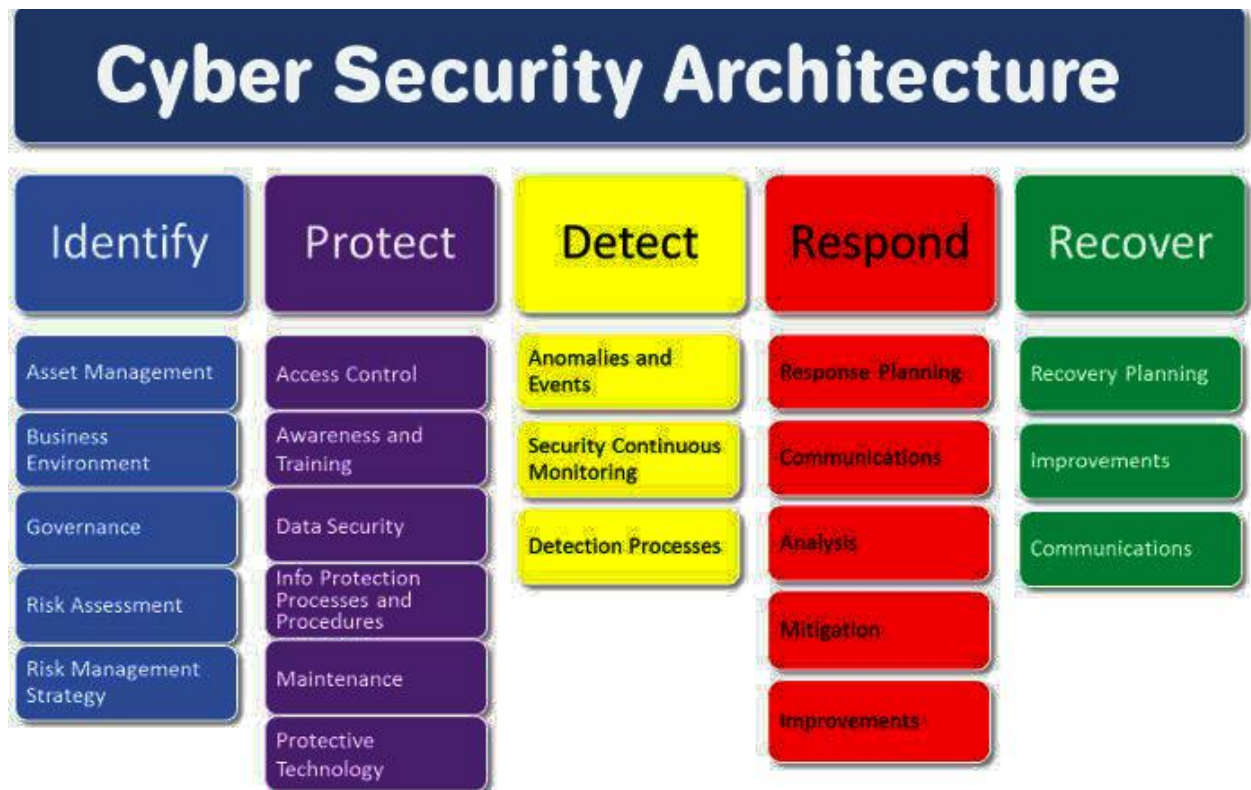 Cyber Security Architecture
Identify
Asset Management
Business
Environment
Governance
Risk Assessment
Risk Management
Strategy
Protect
Access Control
Awareness and
Training
Data Security
Info Protection
Processes and
Procedures
Maintenance
Protective
Technology
Detect
Anomalies and
Events
Security Continuous
Monitoring
Detection Processes
Respond
Response Planning
Communications
Analysis
Mitigation
Improvements
Recover
Recovery Planning
Improvements
Communications